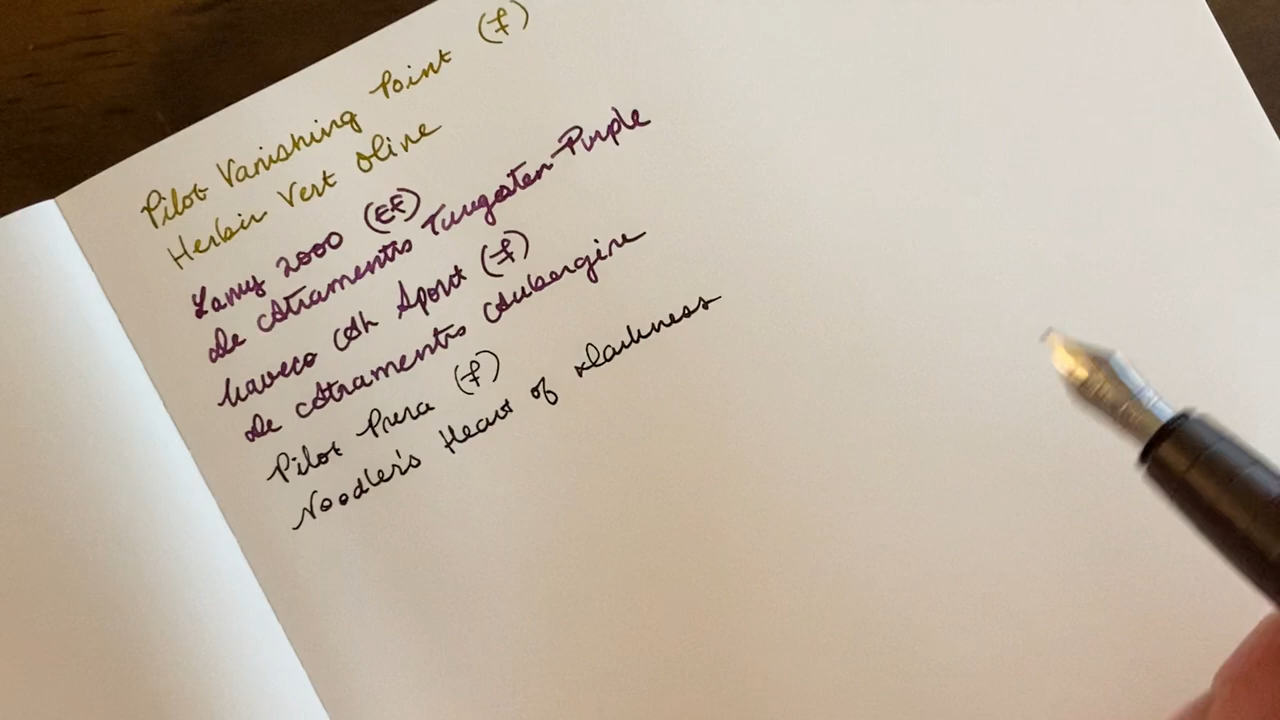 Pilot Vanishing Point (f)
Herbin Vert Olive
Lamy 2000 (EF)
De Atramentis Tungsten-Purple
Kaweco Art Sport (f)
De Atramentis Aubergine
Pilot Prera (f)
Noodler's Heart of Darkness